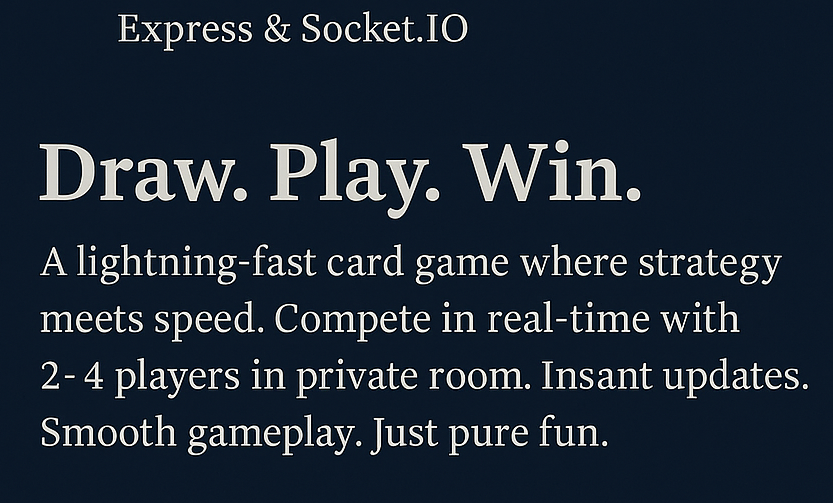 Express & Socket.IO
Draw. Play. Win.
A lightning-fast card game where strategy
meets speed. Compete in real-time with
2- 4 players in private room. Insant updates.
Smooth gameplay. Just pure fun.